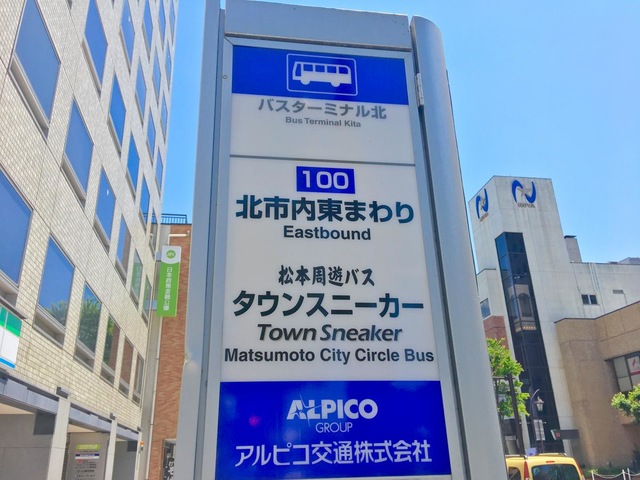 バスターミナル北
Bus Terminal Kita
100
北市内東まわり
Eastbound
松本周遊バス
タウンスニーカー
Town Sneaker
Matsumoto City Circle Bus
ALPICO
GROUP
アルピコ交通株式会社